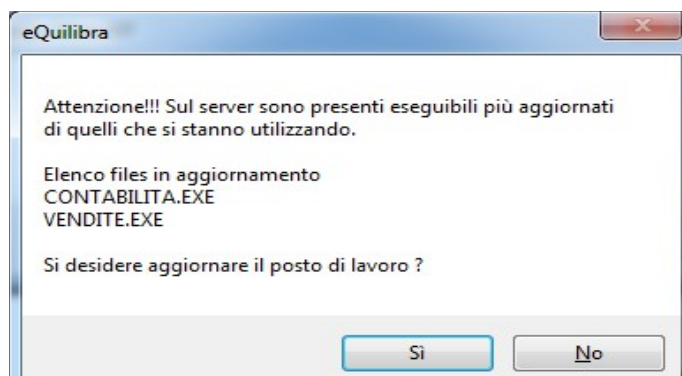 eQuilibra
Attenzione!!! Sul server sono presenti eseguibili più aggiornati
di quelli che si stanno utilizzando.
Elenco files in aggiornamento
CONTABILITA.EXE
VENDITE.EXE
Si desidere aggiornare il posto di lavoro ?
Sì
No